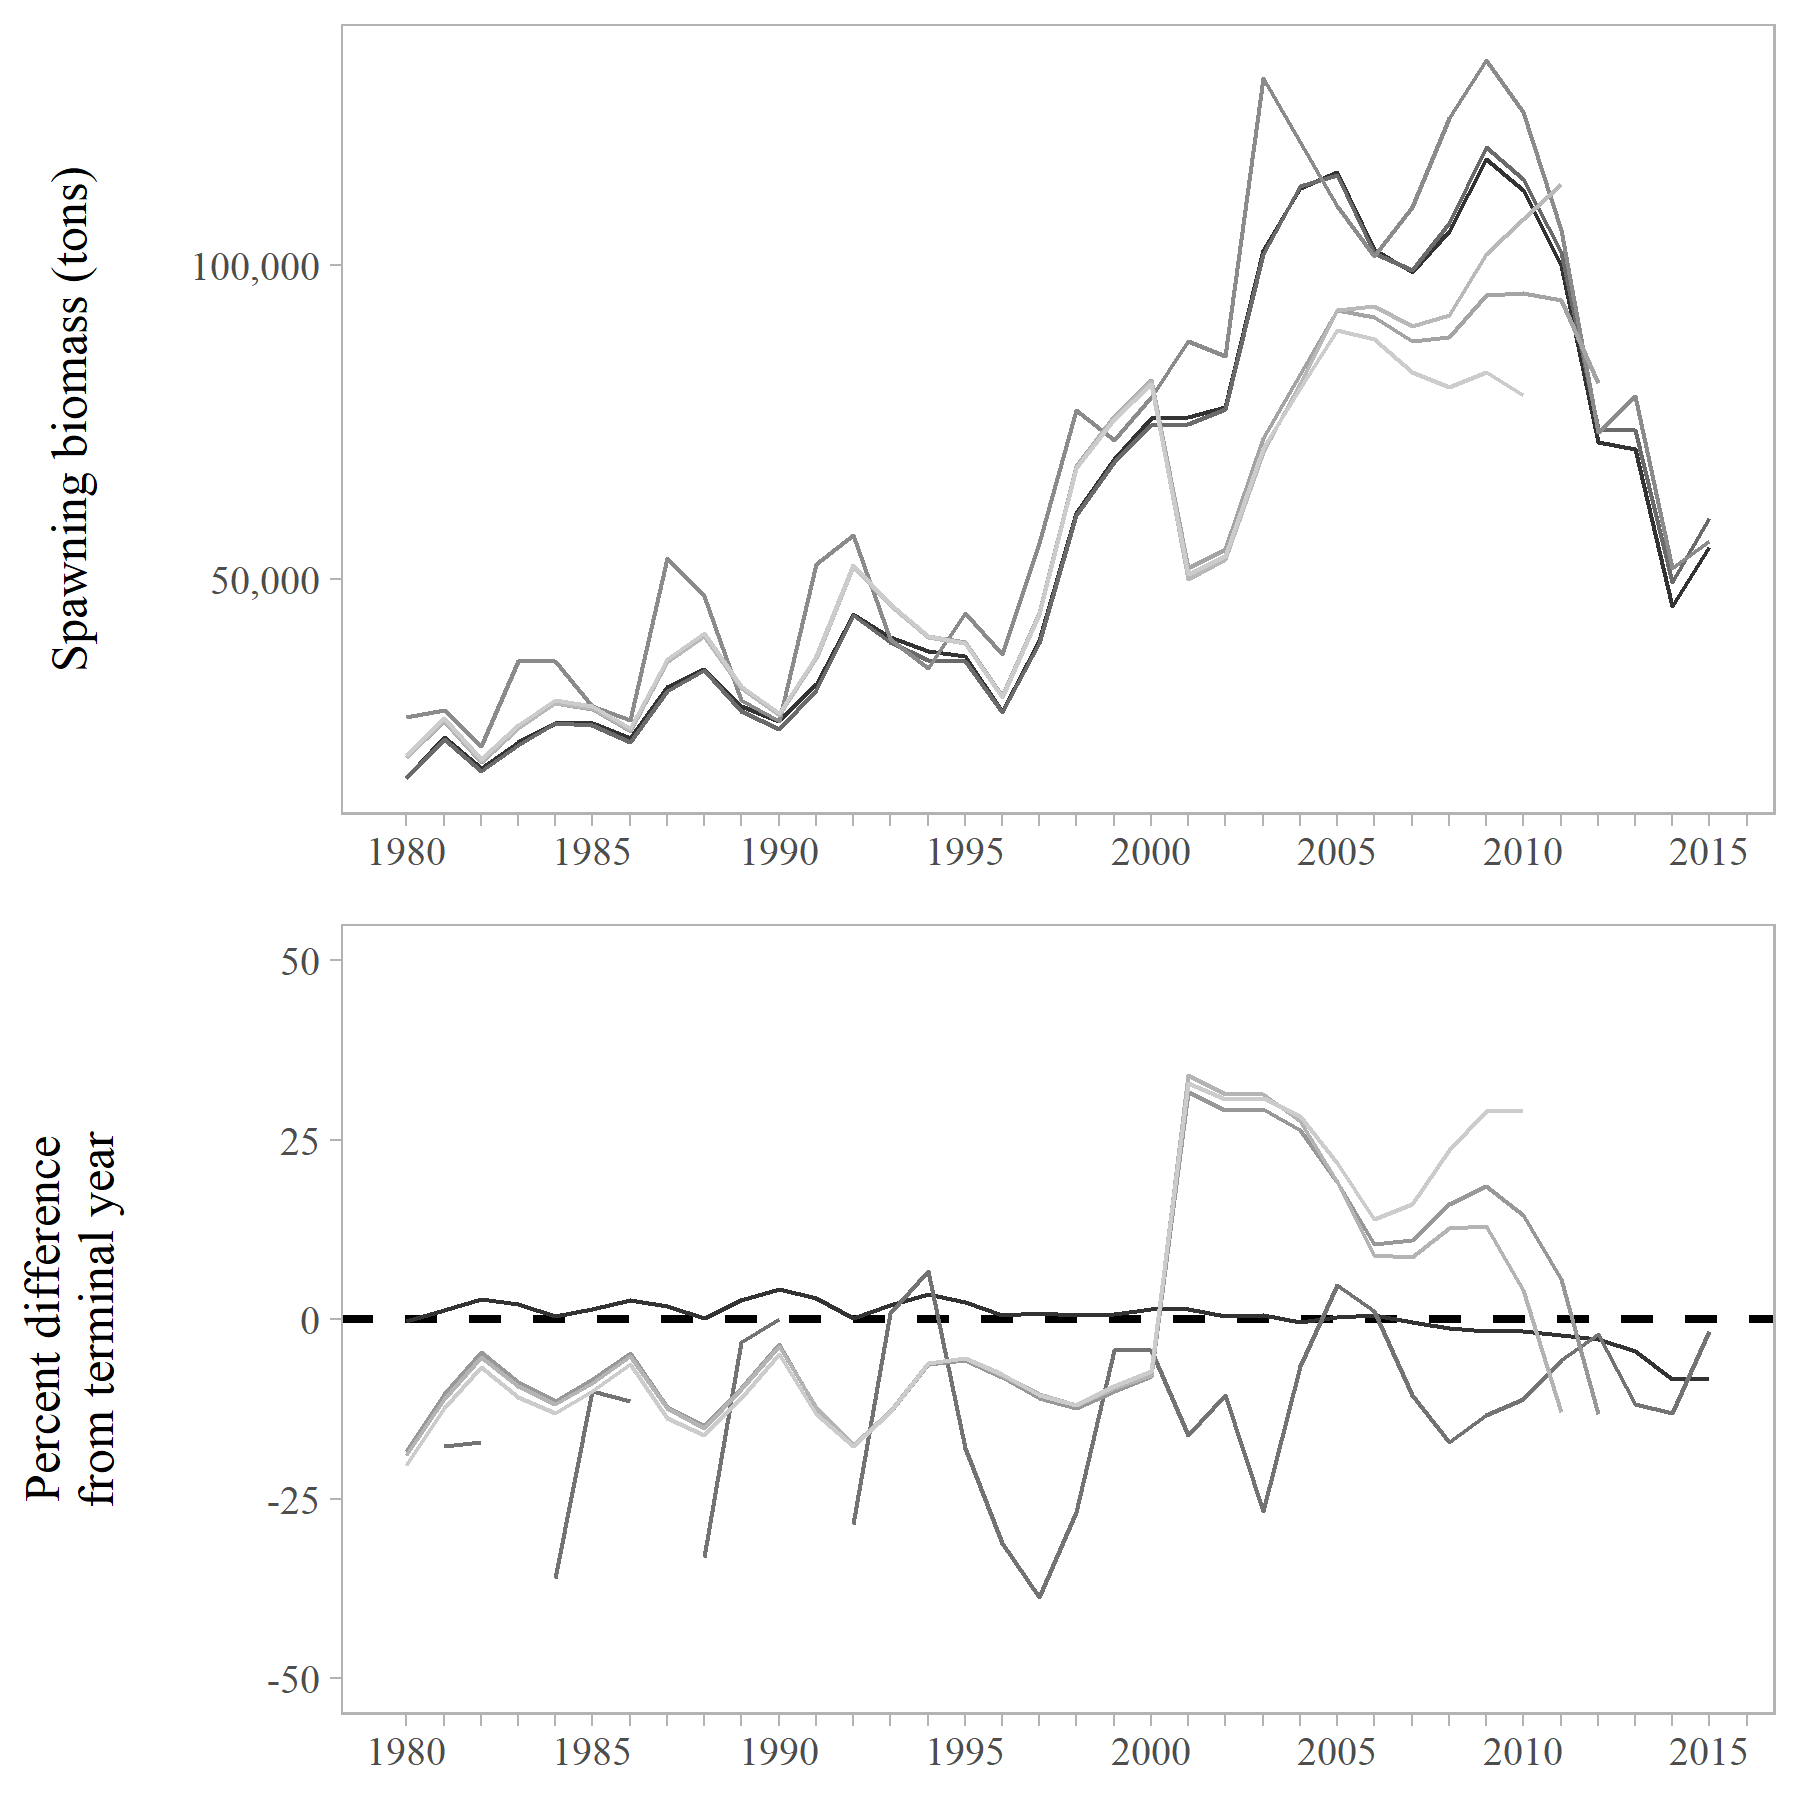 Spawning biomass (tons)
100,000
50,000
1980 1985 1990 1995 2000 2005 2010 2015
Percent difference
from terminal year
50
25
0
-25
-50
1980 1985 1990 1995 2000 2005 2010 2015